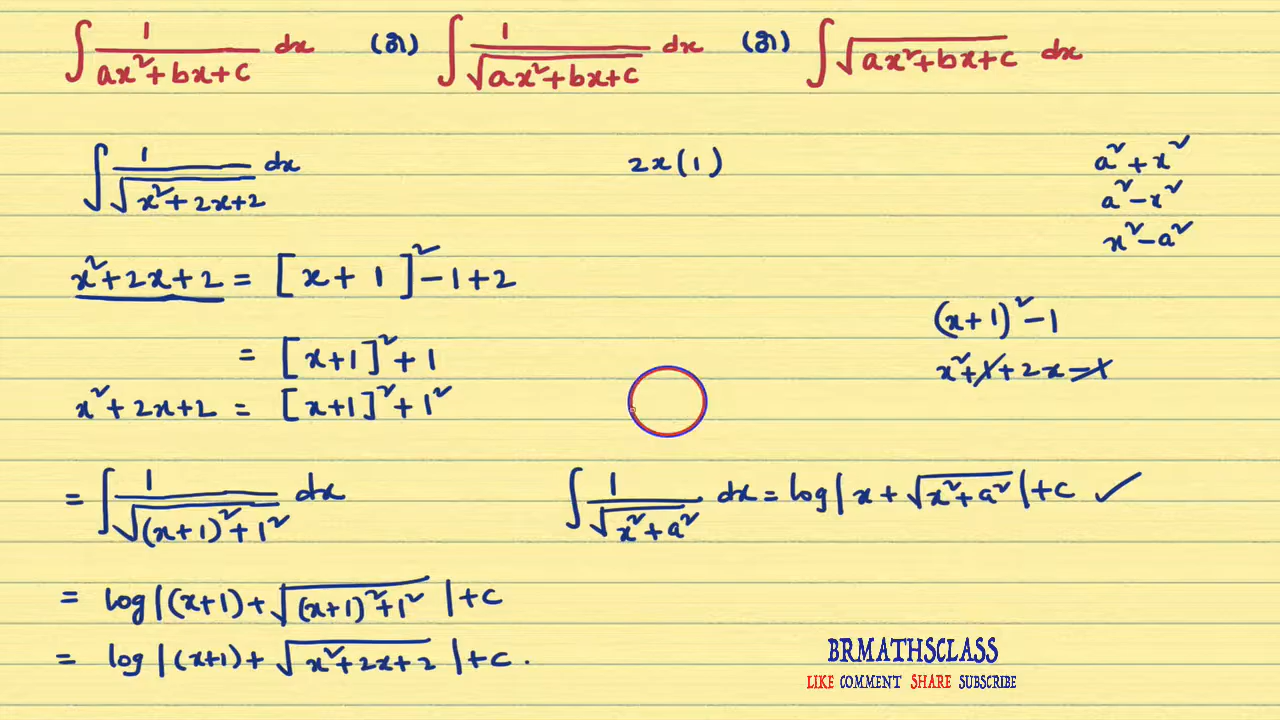 ∫ 1/(ax²+bx+c) dx (or) ∫ 1/√(ax²+bx+c) dx (or) ∫ √(ax²+bx+c) dx
∫ 1/√(x²+2x+2) dx
2x(1)
a²+x²
a²-x²
x²-a²
x²+2x+2 = [x+1]²-1+2
= [x+1]²+1
x²+2x+2 = [x+1]²+1²
(x+1)²-1
x²+1+2x-1
= ∫ 1/√((x+1)²+1²) dx
∫ 1/√(x²+a²) dx = log|x+√(x²+a²)|+c ✓
= log|(x+1)+√((x+1)²+1²)|+c
= log|(x+1)+√(x²+2x+2)|+c.
BRMATHSCLASS
LIKE COMMENT SHARE SUBSCRIBE